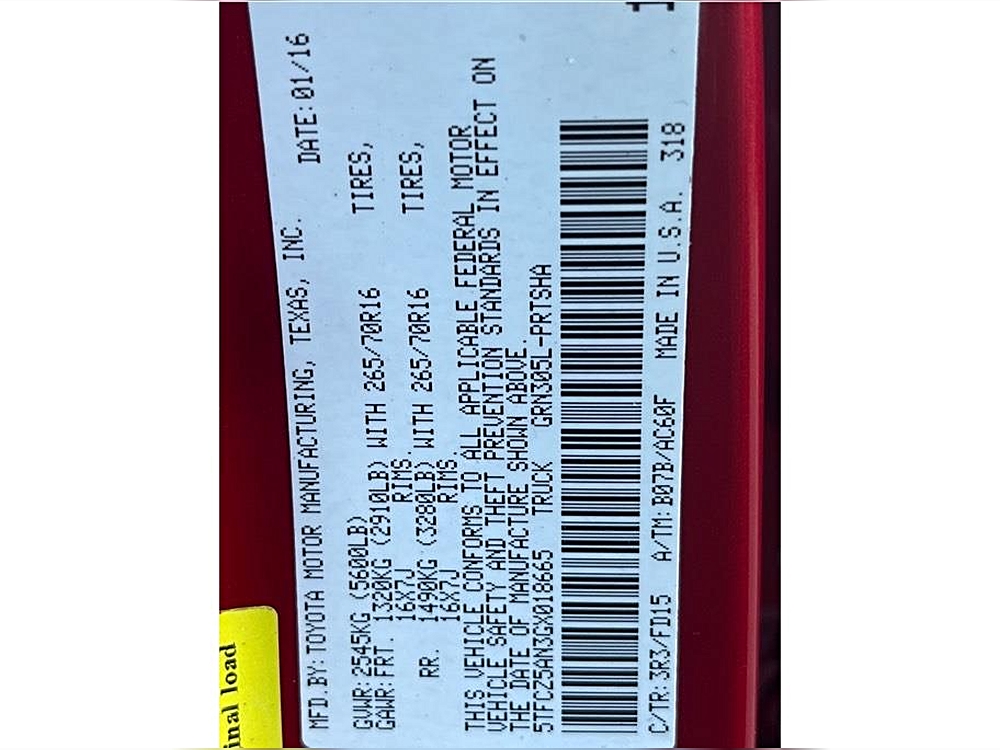 MFD.BY:TOYOTA MOTOR MANUFACTURING, TEXAS, INC. DATE:01/16
GVWR:2545KG (5600LB)
GAWR:FRT. 1320KG (2910LB) WITH 265/70R16 TIRES,
16X7J RIMS.
RR. 1490KG (3280LB) WITH 265/70R16 TIRES,
16X7J RIMS.
THIS VEHICLE CONFORMS TO ALL APPLICABLE FEDERAL MOTOR
VEHICLE SAFETY AND THEFT PREVENTION STANDARDS IN EFFECT ON
THE DATE OF MANUFACTURE SHOWN ABOVE.
5TFCZ5AN3GX018665 TRUCK GRN305L-PRTSHA
C/TR:3R3/FD15 A/TM:B07B/AC60F MADE IN U.S.A. 318
inal load